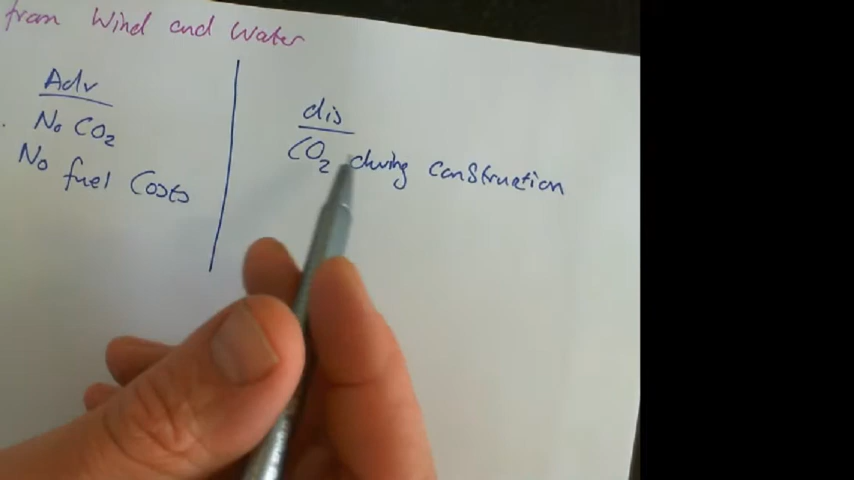 from Wind and Water
Adv
No CO₂
No fuel Costs
dis
CO₂ during construction